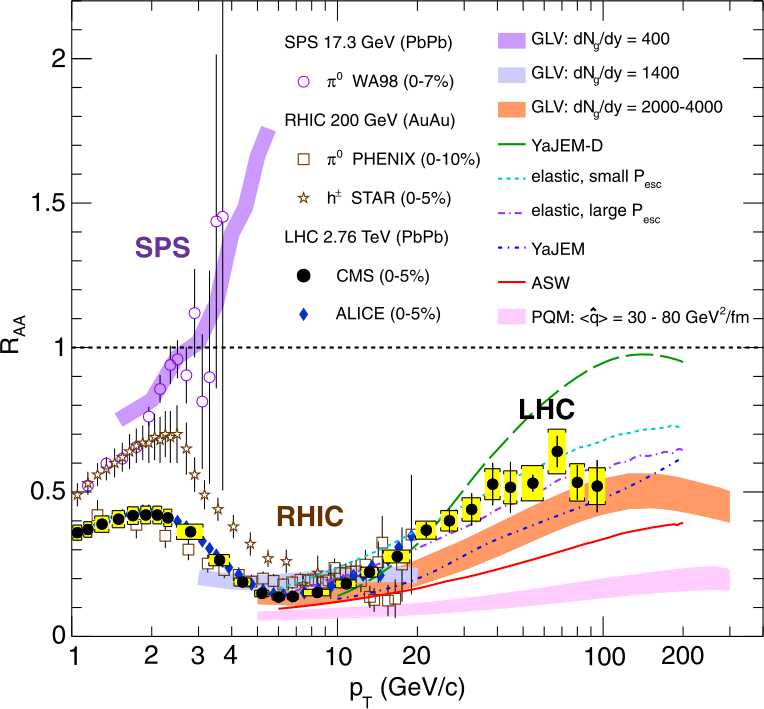 2
1.5
1
0.5
0
R_AA
SPS 17.3 GeV (PbPb)
π⁰ WA98 (0-7%)
RHIC 200 GeV (AuAu)
π⁰ PHENIX (0-10%)
h± STAR (0-5%)
LHC 2.76 TeV (PbPb)
CMS (0-5%)
ALICE (0-5%)
GLV: dN_g/dy = 400
GLV: dN_g/dy = 1400
GLV: dN_g/dy = 2000-4000
YaJEM-D
elastic, small P_esc
elastic, large P_esc
YaJEM
ASW
PQM: <q̂> = 30 - 80 GeV²/fm
SPS
LHC
RHIC
1 2 3 4 10 20 100 200
p_T (GeV/c)